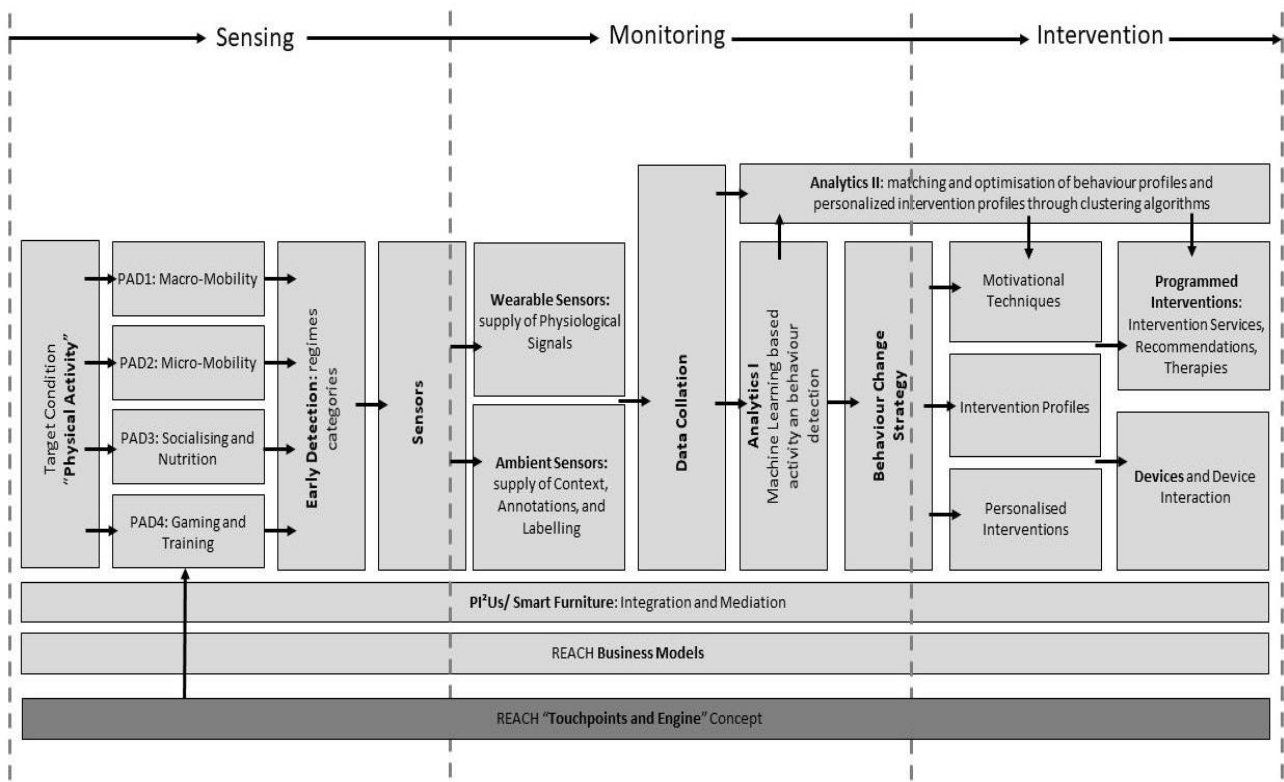 Sensing
Monitoring
Intervention
Analytics II: matching and optimisation of behaviour profiles and
personalized intervention profiles through clustering algorithms
Target Condition
“Physical Activity”
PAD1: Macro-Mobility
PAD2: Micro-Mobility
PAD3: Socialising and
Nutrition
PAD4: Gaming and
Training
Early Detection: regimes
categories
Sensors
Wearable Sensors:
supply of Physiological
Signals
Ambient Sensors:
supply of Context,
Annotations, and
Labelling
Data Collation
Analytics I
Machine Learning based
activity an behaviour
detection
Behaviour Change
Strategy
Motivational
Techniques
Intervention Profiles
Personalised
Interventions
Programmed
Interventions:
Intervention Services,
Recommendations,
Therapies
Devices and Device
Interaction
PI²Us/ Smart Furniture: Integration and Mediation
REACH Business Models
REACH “Touchpoints and Engine” Concept